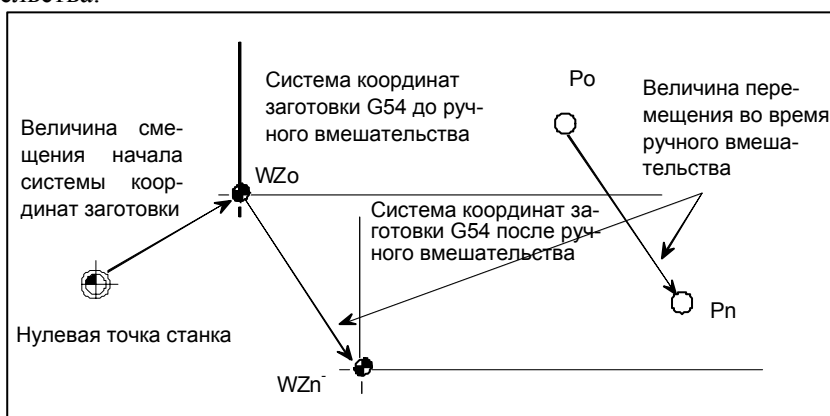 ельства.
Система координат
заготовки G54 до руч-
ного вмешательства
Po
Величина пере-
мещения во время
ручного вмеша-
тельства
Величина сме-
щения начала
системы коор-
динат заготовки
WZo
Система координат за-
готовки G54 после руч-
ного вмешательства
Нулевая точка станка
Pn
WZn